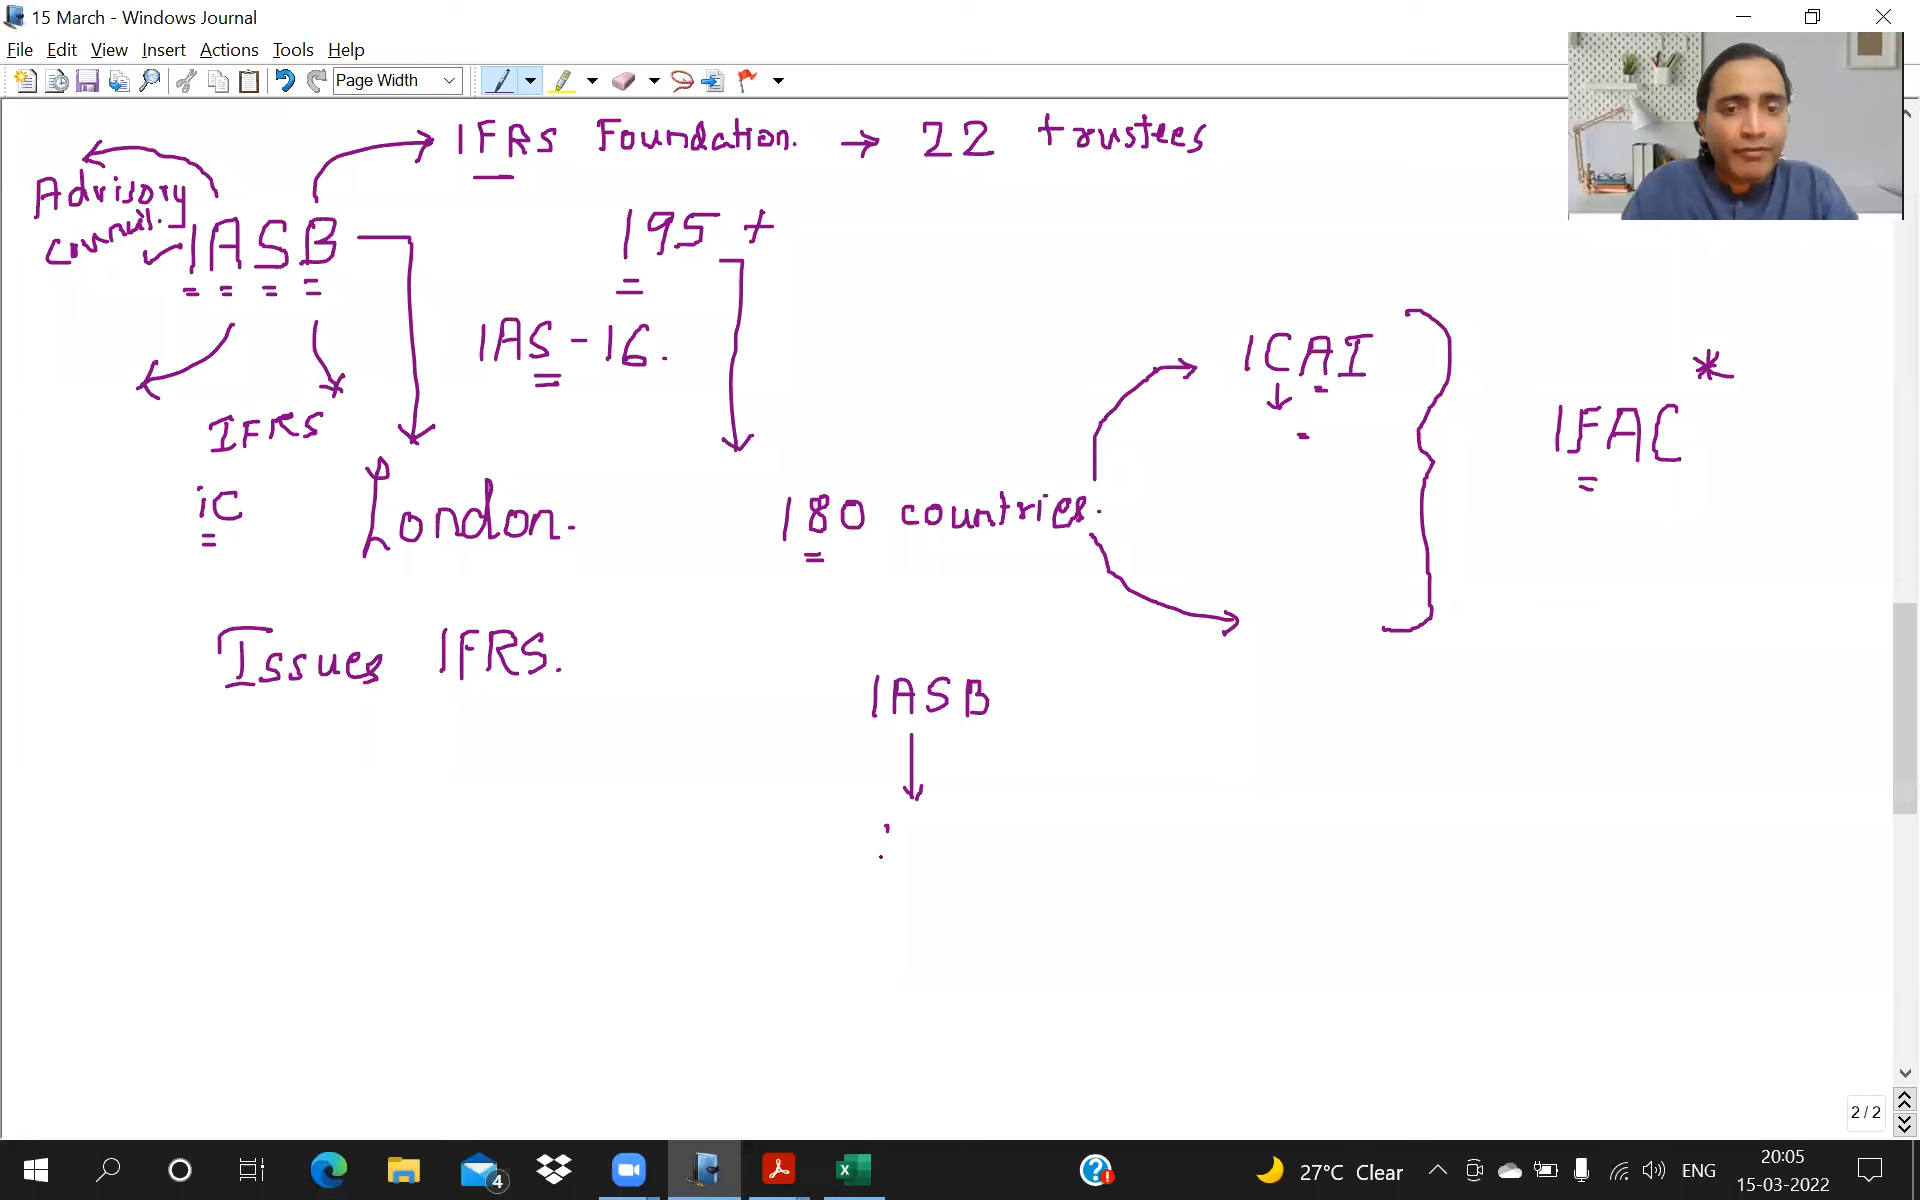 15 March - Windows Journal
File Edit View Insert Actions Tools Help
Page Width
IFRS Foundation. → 22 trustees
Advisory
council.
IASB
195 +
IAS - 16.
ICAI
IFAC
IFRS
iC
London.
180 countries.
Issues IFRS.
IASB
2 / 2
4
27°C Clear
ENG
20:05
15-03-2022